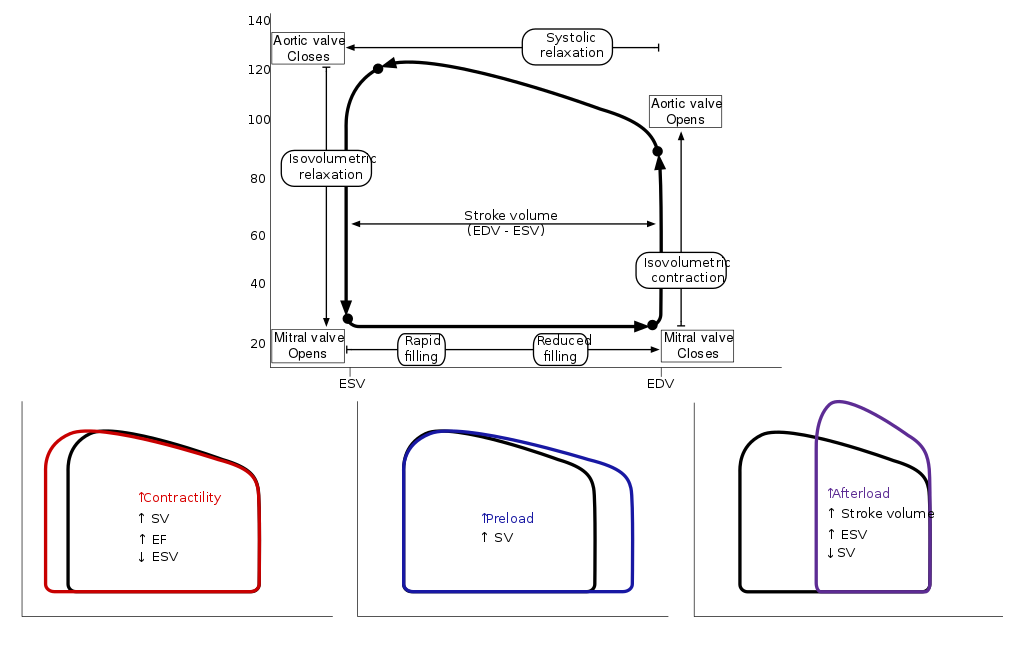 140
Aortic valve
Closes
Systolic
relaxation
120
Aortic valve
Opens
100
Isovolumetric
relaxation
80
Stroke volume
(EDV - ESV)
60
Isovolumetric
contraction
40
20
Mitral valve
Opens
Rapid
filling
Reduced
filling
Mitral valve
Closes
ESV
EDV
↑Contractility
↑ SV
↑ EF
↓ ESV
↑Preload
↑ SV
↑Afterload
↑ Stroke volume
↑ ESV
↓SV